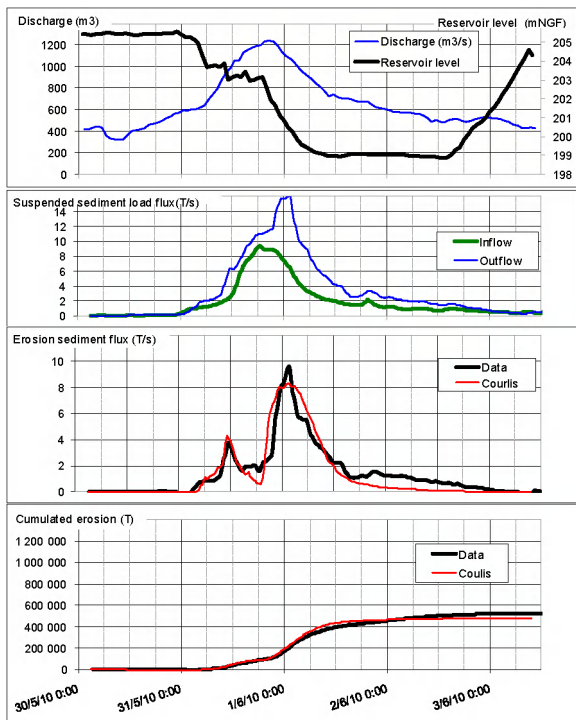 Discharge (m3)
Reservoir level (mNGF)
1200
1000
800
600
400
200
0
Discharge (m3/s)
Reservoir level
205
204
203
202
201
200
199
198
Suspended sediment load flux(T/s)
14
12
10
8
6
4
2
0
Inflow
Outflow
Erosion sediment flux (T/s)
10
8
6
4
2
0
Data
Courlis
Cumulated erosion (T)
1 200 000
1 000 000
800 000
600 000
400 000
200 000
0
Data
Coulis
30/5/10 0:00
31/5/10 0:00
1/6/10 0:00
2/6/10 0:00
3/6/10 0:00